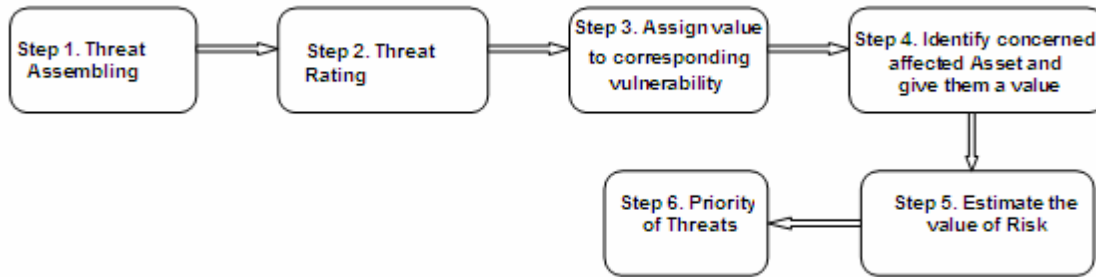 Step 1. Threat
Assembling
Step 2. Threat
Rating
Step 3. Assign value
to corresponding
vulnerability
Step 4. Identify concerned
affected Asset and
give them a value
Step 5. Estimate the
value of Risk
Step 6. Priority
of Threats